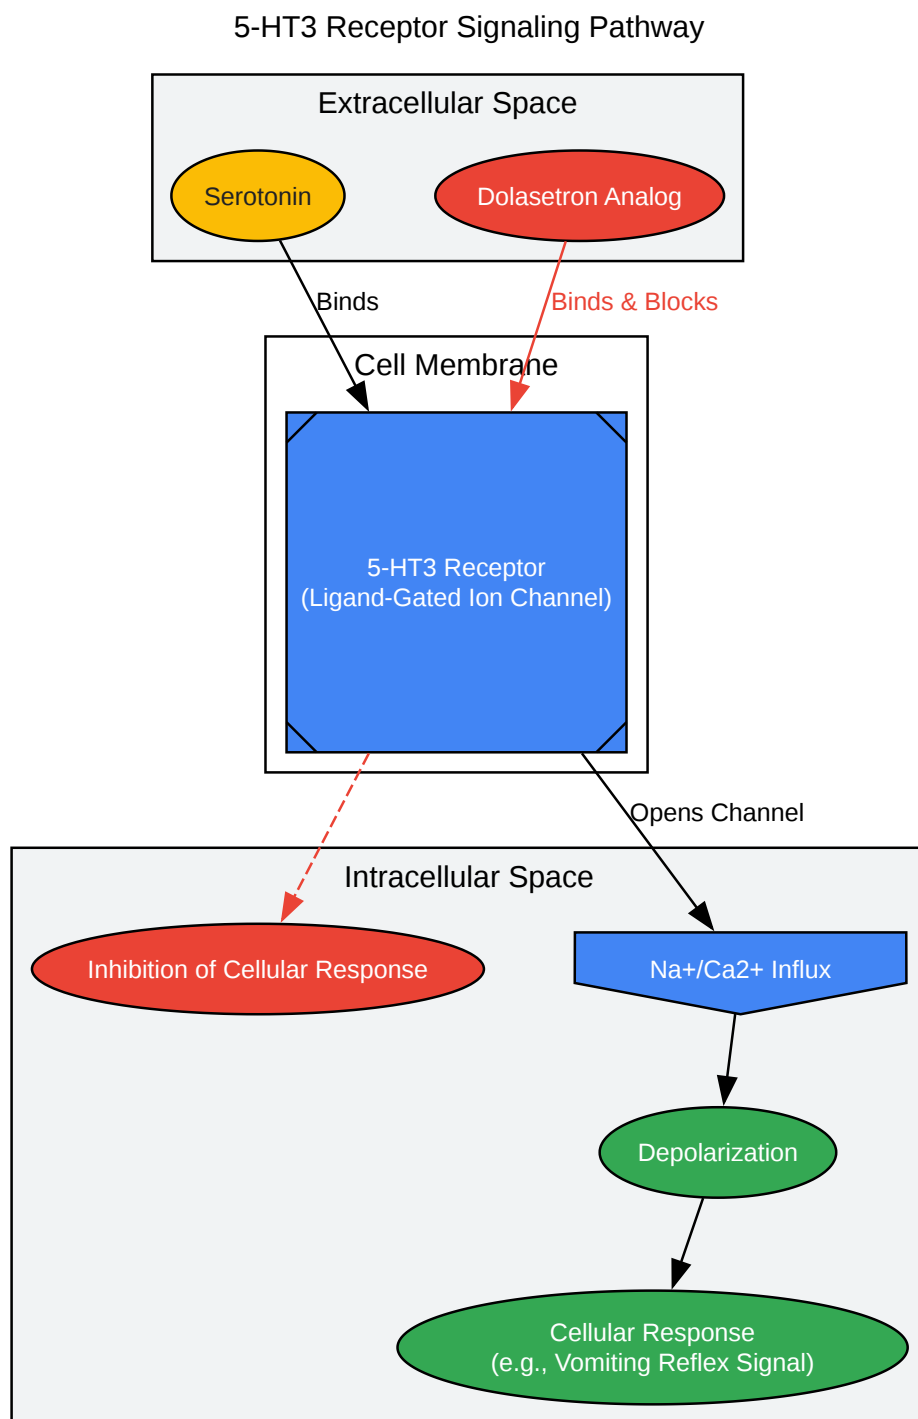 5-HT3 Receptor Signaling Pathway
Extracellular Space
Serotonin
Dolasetron Analog
Binds
Binds & Blocks
Cell Membrane
5-HT3 Receptor
(Ligand-Gated Ion Channel)
Opens Channel
Intracellular Space
Inhibition of Cellular Response
Na+/Ca2+ Influx
Depolarization
Cellular Response
(e.g., Vomiting Reflex Signal)